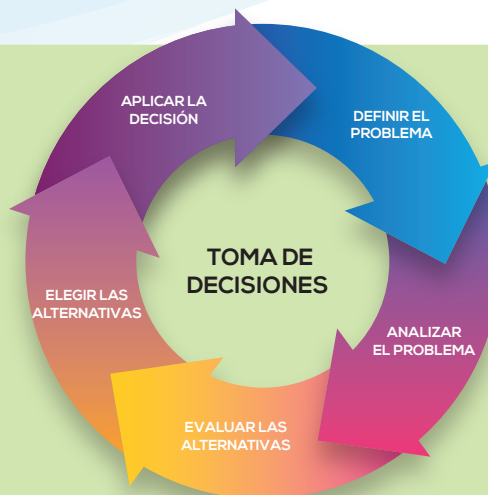 TOMA DE
DECISIONES
DEFINIR EL
PROBLEMA
ANALIZAR
EL PROBLEMA
EVALUAR LAS
ALTERNATIVAS
ELEGIR LAS
ALTERNATIVAS
APLICAR LA
DECISIÓN